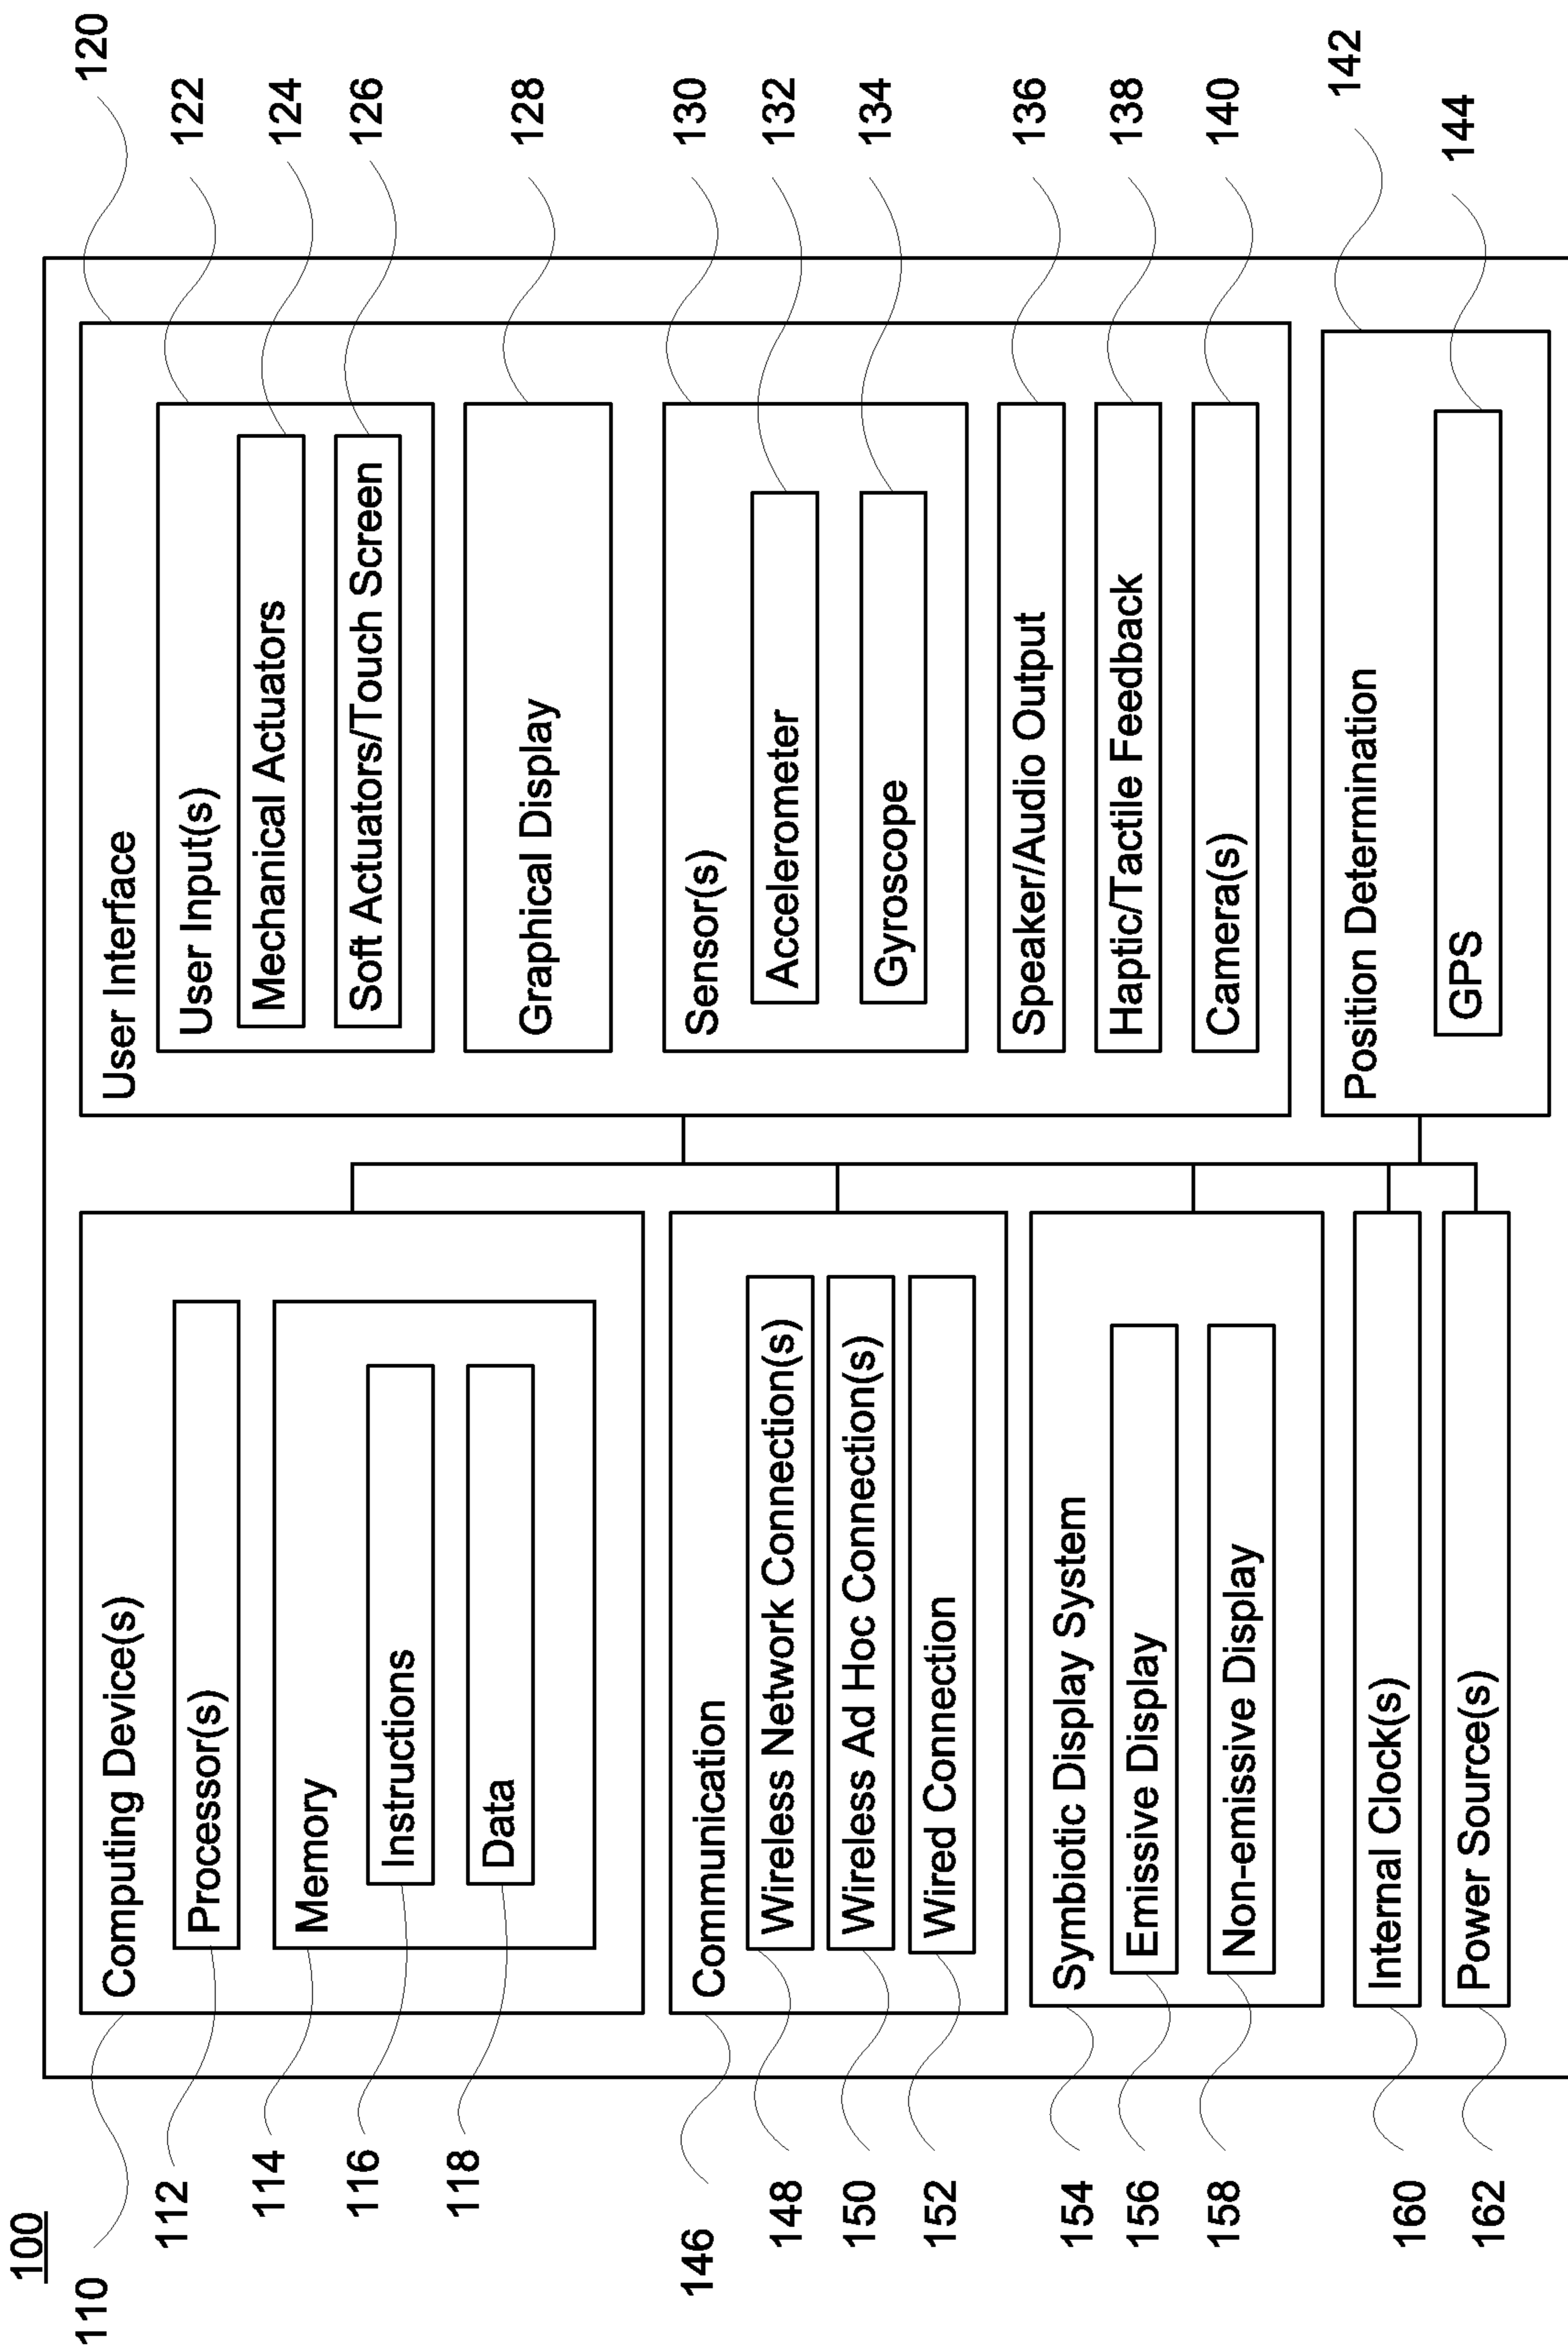 100
110
Computing Device(s)
112
Processor(s)
114
Memory
116
Instructions
118
Data
146
Communication
148
Wireless Network Connection(s)
150
Wireless Ad Hoc Connection(s)
152
Wired Connection
154
Symbiotic Display System
156
Emissive Display
158
Non-emissive Display
160
Internal Clock(s)
162
Power Source(s)
User Interface
120
User Input(s)
122
Mechanical Actuators
124
Soft Actuators/Touch Screen
126
Graphical Display
128
Sensor(s)
130
Accelerometer
132
Gyroscope
134
Speaker/Audio Output
136
Haptic/Tactile Feedback
138
Camera(s)
140
Position Determination
142
GPS
144